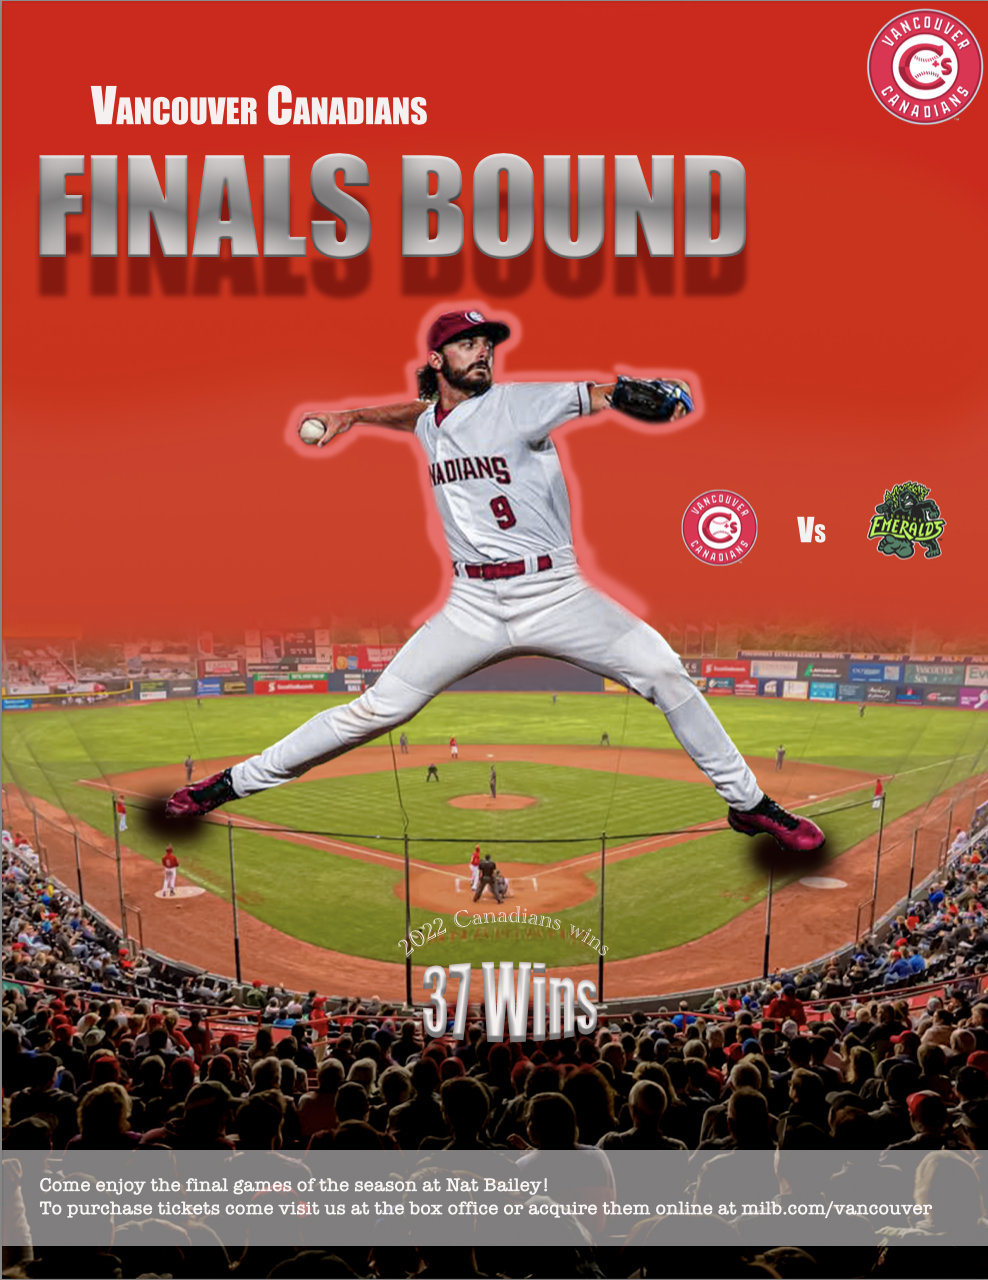 VANCOUVER
C's
CANADIANS
VANCOUVER CANADIANS
FINALS BOUND
NADIANS
9
VANCOUVER
C's
CANADIANS
Vs
EMERALDS
Scotiabank
Scotiabank
2022 Canadians wins
37 Wins
Come enjoy the final games of the season at Nat Bailey!
To purchase tickets come visit us at the box office or acquire them online at milb.com/vancouver